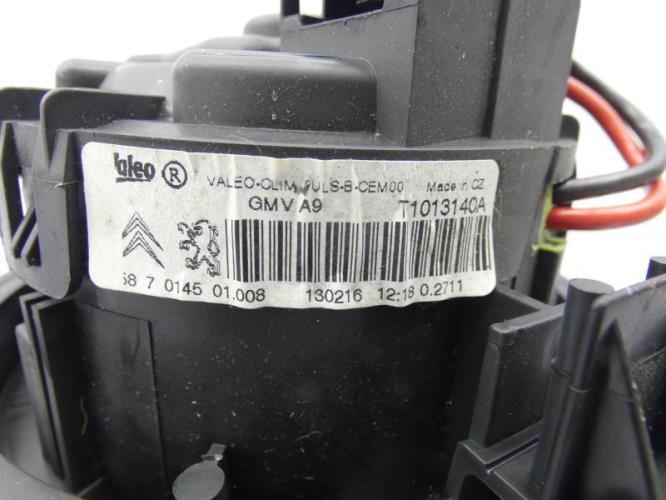 Valeo ® VALEO-CLIM PULS-B-CEM00 Made in CZ
GMV A9 T1013140A
68 7 0145 01.008 130216 12:18 0.2711